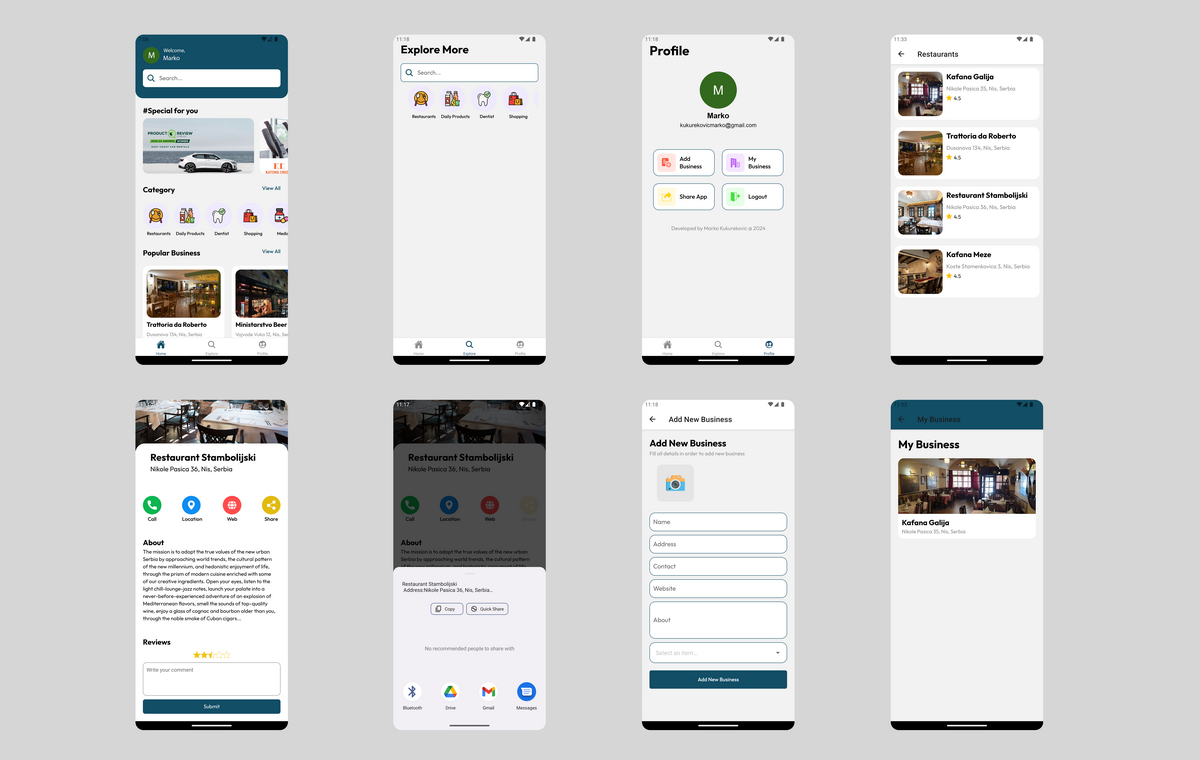 Welcome,
M
Marko
Search...
#Special for you
PRODUCT REVIEW
Category
View All
Restaurants
Daily Products
Dentist
Shopping
Popular Business
View All
Trattoria da Roberto
Dusanova 134, Nis, Serbia
Ministarstvo Beer
Vojvode Vuka 12, Nis, Se
Home
Explore
Profile
11:18
Explore More
Search...
Restaurants
Daily Products
Dentist
Shopping
Home
Explore
Profile
11:18
Profile
M
Marko
kukurekovicmarko@gmail.com
Add
Business
My
Business
Share App
Logout
Developed by Marko Kukurekovic @ 2024
Home
Explore
Profile
11:33
Restaurants
Kafana Galija
Nikole Pasica 35, Nis, Serbia
4.5
Trattoria da Roberto
Dusanova 134, Nis, Serbia
4.5
Restaurant Stambolijski
Nikole Pasica 36, Nis, Serbia
4.5
Kafana Meze
Koste Stamenkovica 3, Nis, Serbia
4.5
Restaurant Stambolijski
Nikole Pasica 36, Nis, Serbia
Call
Location
Web
Share
About
The mission is to adopt the true values of the new urban
Serbia by approaching world trends, the cultural pattern
of the new millennium, and hedonistic enjoyment of life,
through the prism of modern cuisine enriched with some
of our creative ingredients. Open your eyes, listen to the
light chill-lounge-jazz notes, launch your palate into a
never-before-experienced adventure of an explosion of
Mediterranean flavors, smell the sounds of top-quality
wine, enjoy a glass of cognac and bourbon older than you,
through the noble smoke of Cuban cigars...
Reviews
Write your comment
Submit
11:17
Restaurant Stambolijski
Nikole Pasica 36, Nis, Serbia
Call
Location
Web
About
The mission is to adopt the true values of the new urban
Serbia by approaching world trends, the cultural pattern
Restaurant Stambolijski
Address:Nikole Pasica 36, Nis, Serbia...
Copy
Quick Share
No recommended people to share with
Bluetooth
Drive
Gmail
Messages
11:18
Add New Business
Add New Business
Fill all details in order to add new business
Name
Address
Contact
Website
About
Select an item...
Add New Business
My Business
My Business
Kafana Galija
Nikole Pasica 35, Nis, Serbia